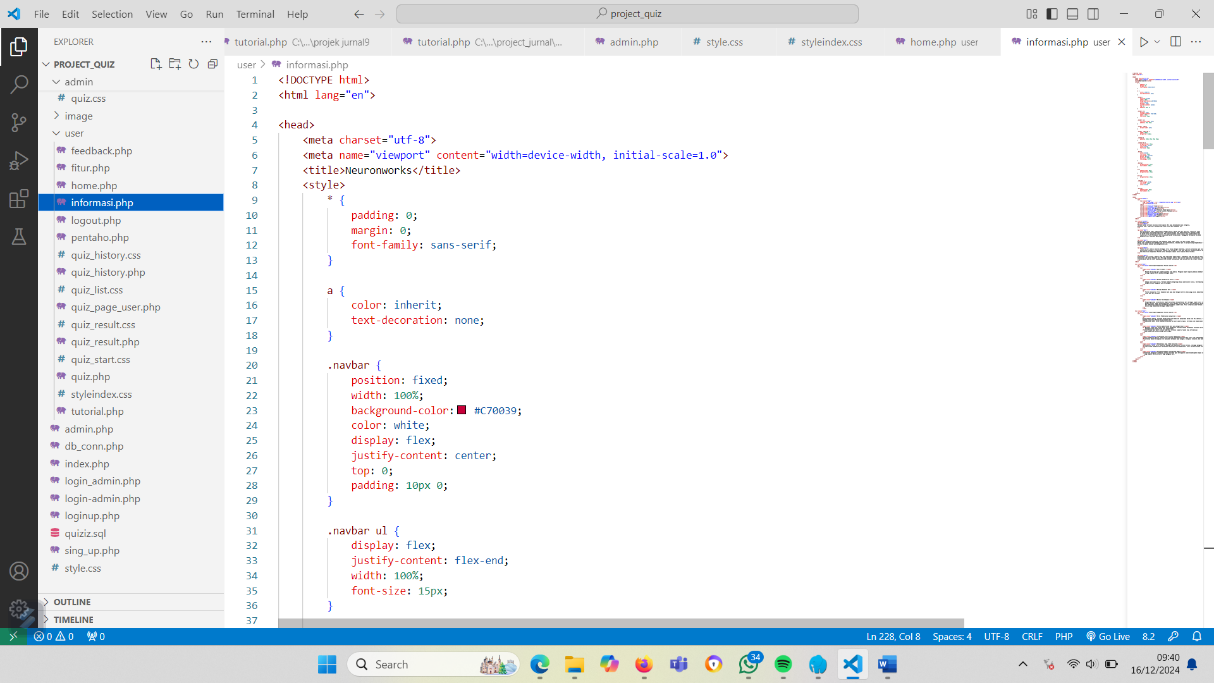 File Edit Selection View Go Run Terminal Help
project_quiz
EXPLORER
tutorial.php C:\...\projek jurnal9
tutorial.php C:\...\project_jurnal\...
admin.php
style.css
styleindex.css
home.php user
informasi.php user
PROJECT_QUIZ
admin
quiz.css
image
user
feedback.php
fitur.php
home.php
informasi.php
logout.php
pentaho.php
quiz_history.css
quiz_history.php
quiz_list.css
quiz_page_user.php
quiz_result.css
quiz_result.php
quiz_start.css
quiz.php
styleindex.css
tutorial.php
admin.php
db_conn.php
index.php
login_admin.php
login-admin.php
loginup.php
quiziz.sql
sing_up.php
style.css
OUTLINE
TIMELINE
user > informasi.php
1 <!DOCTYPE html>
2 <html lang="en">
3
4 <head>
5 <meta charset="utf-8">
6 <meta name="viewport" content="width=device-width, initial-scale=1.0">
7 <title>Neuronworks</title>
8 <style>
9 * {
10 padding: 0;
11 margin: 0;
12 font-family: sans-serif;
13 }
14
15 a {
16 color: inherit;
17 text-decoration: none;
18 }
19
20 .navbar {
21 position: fixed;
22 width: 100%;
23 background-color: #C70039;
24 color: white;
25 display: flex;
26 justify-content: center;
27 top: 0;
28 padding: 10px 0;
29 }
30
31 .navbar ul {
32 display: flex;
33 justify-content: flex-end;
34 width: 100%;
35 font-size: 15px;
36 }
37
0 0 0
Ln 228, Col 8 Spaces: 4 UTF-8 CRLF PHP Go Live 8.2
Search
34
09:40
16/12/2024